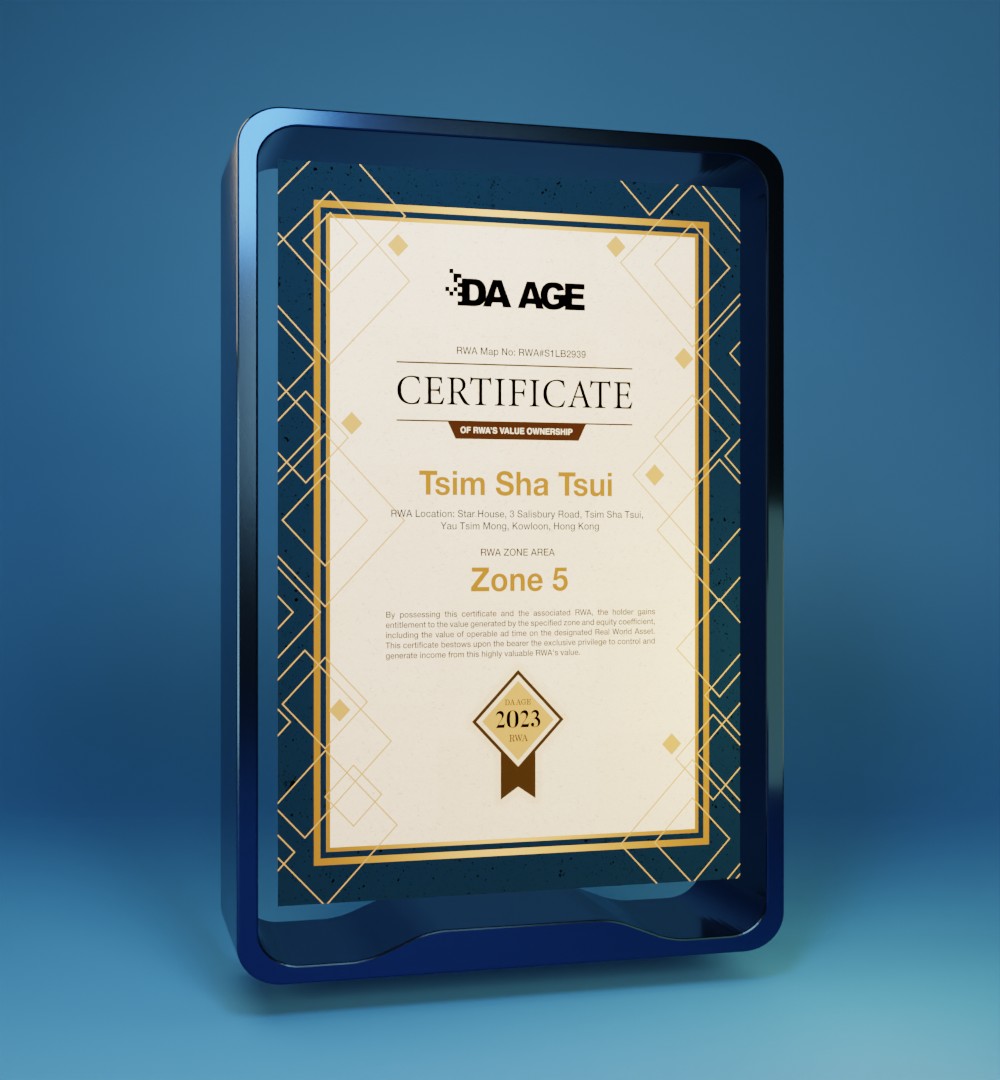 DA AGE
RWA Map No: RWA#S1LB2939
CERTIFICATE
OF RWA'S VALUE OWNERSHIP
Tsim Sha Tsui
RWA Location: Star House, 3 Salisbury Road, Tsim Sha Tsui,
Yau Tsim Mong, Kowloon, Hong Kong
RWA ZONE AREA
Zone 5
By possessing this certificate and the associated RWA, the holder gains
entitlement to the value generated by the specified zone and equity coefficient,
including the value of operable ad time on the designated Real World Asset.
This certificate bestows upon the bearer the exclusive privilege to control and
generate income from this highly valuable RWA's value.
DA AGE
2023
RWA